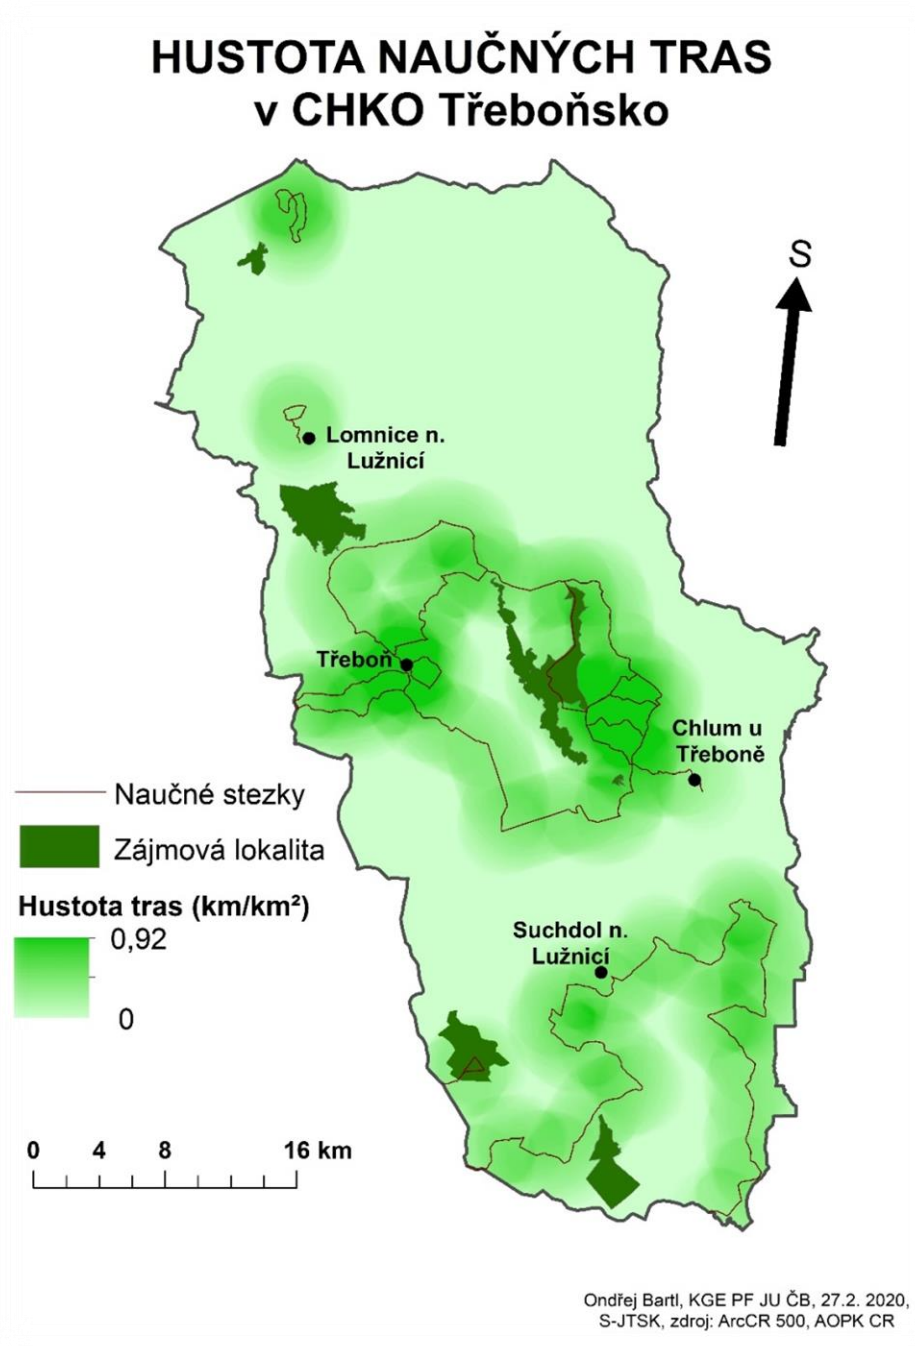 HUSTOTA NAUČNÝCH TRAS
v CHKO Třeboňsko
S
Lomnice n.
Lužnicí
Třeboň
Chlum u
Třeboně
Naučné stezky
Zájmová lokalita
Hustota tras (km/km²)
0,92
0
Suchdol n.
Lužnicí
0 4 8 16 km
Ondřej Bartl, KGE PF JU ČB, 27.2. 2020,
S-JTSK, zdroj: ArcCR 500, AOPK CR